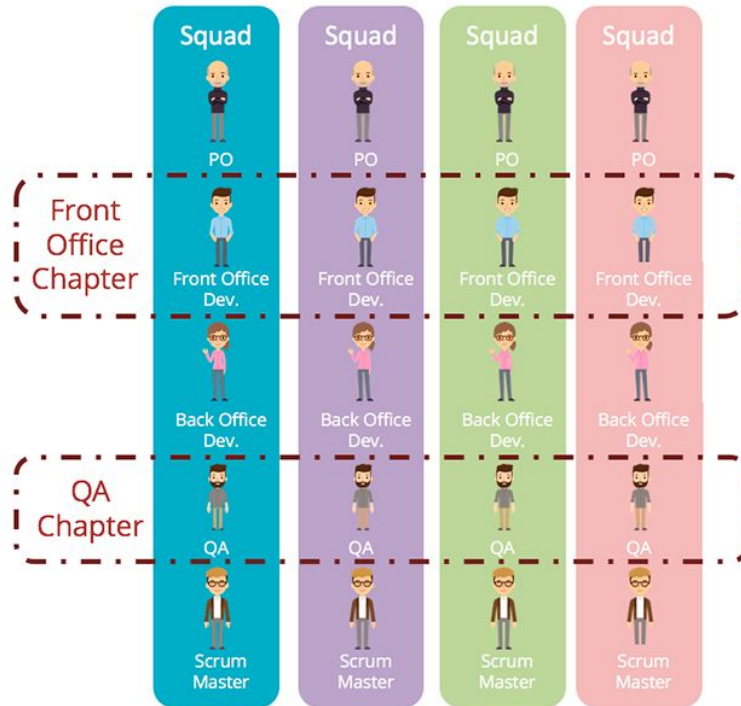 Squad
Squad
Squad
Squad
PO
PO
PO
PO
Front
Office
Chapter
Front Office
Dev.
Front Office
Dev.
Front Office
Dev.
Front Office
Dev.
Back Office
Dev.
Back Office
Dev.
Back Office
Dev.
Back Office
Dev.
QA
Chapter
QA
QA
QA
QA
Scrum
Master
Scrum
Master
Scrum
Master
Scrum
Master